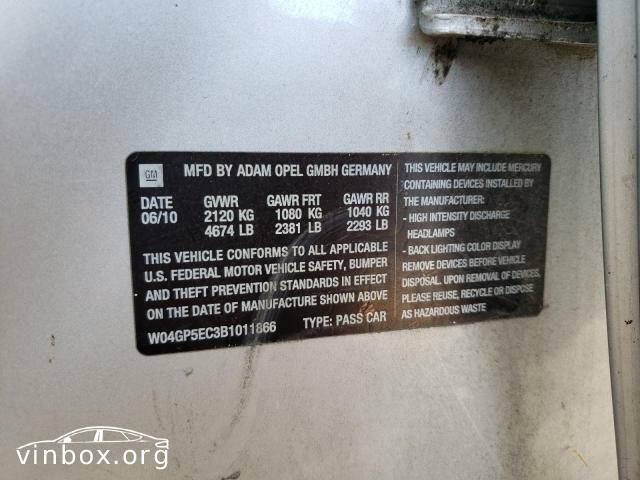 GM
MFD BY ADAM OPEL GMBH GERMANY
DATE GVWR GAWR FRT GAWR RR
06/10 2120 KG 1080 KG 1040 KG
4674 LB 2381 LB 2293 LB
THIS VEHICLE CONFORMS TO ALL APPLICABLE
U.S. FEDERAL MOTOR VEHICLE SAFETY, BUMPER
AND THEFT PREVENTION STANDARDS IN EFFECT
ON THE DATE OF MANUFACTURE SHOWN ABOVE
W04GP5EC3B1011866 TYPE: PASS CAR
THIS VEHICLE MAY INCLUDE MERCURY
CONTAINING DEVICES INSTALLED BY
THE MANUFACTURER:
- HIGH INTENSITY DISCHARGE
HEADLAMPS
- BACK LIGHTING COLOR DISPLAY
REMOVE DEVICES BEFORE VEHICLE
DISPOSAL. UPON REMOVAL OF DEVICES,
PLEASE REUSE, RECYCLE OR DISPOSE
AS HAZARDOUS WASTE
vinbox.org